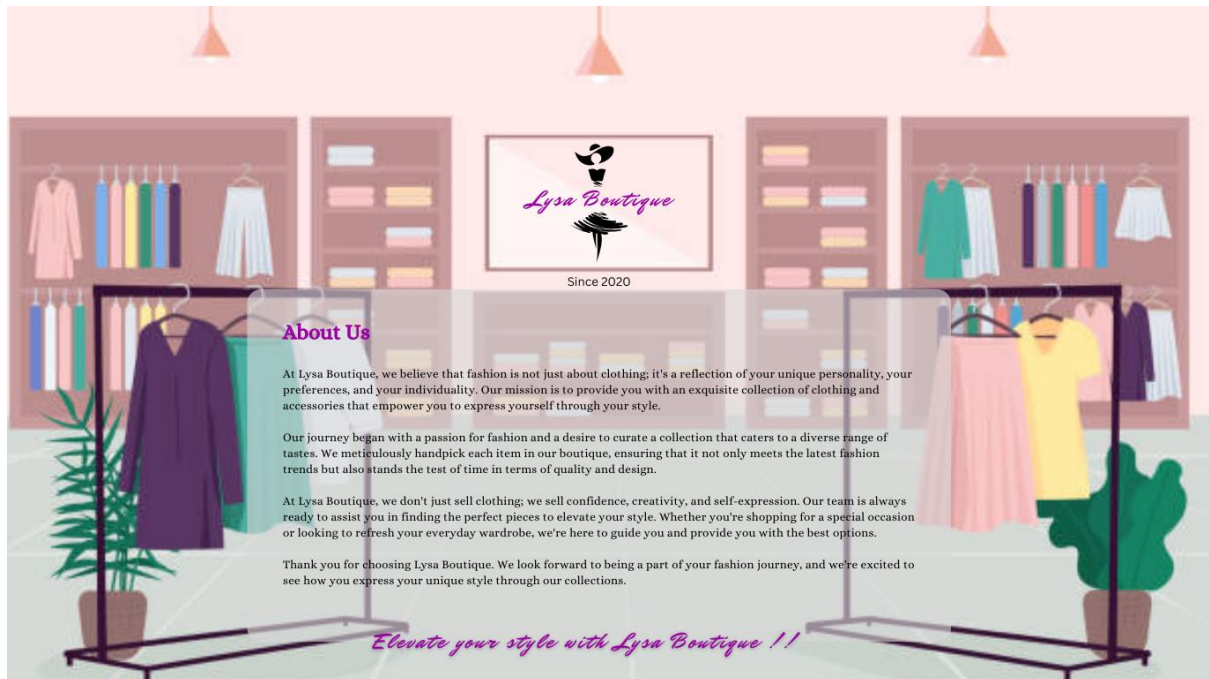 Lysa Boutique
Since 2020
About Us
At Lysa Boutique, we believe that fashion is not just about clothing; it's a reflection of your unique personality, your
preferences, and your individuality. Our mission is to provide you with an exquisite collection of clothing and
accessories that empower you to express yourself through your style.
Our journey began with a passion for fashion and a desire to curate a collection that caters to a diverse range of
tastes. We meticulously handpick each item in our boutique, ensuring that it not only meets the latest fashion
trends but also stands the test of time in terms of quality and design.
At Lysa Boutique, we don't just sell clothing; we sell confidence, creativity, and self-expression. Our team is always
ready to assist you in finding the perfect pieces to elevate your style. Whether you're shopping for a special occasion
or looking to refresh your everyday wardrobe, we're here to guide you and provide you with the best options.
Thank you for choosing Lysa Boutique. We look forward to being a part of your fashion journey, and we're excited to
see how you express your unique style through our collections.
Elevate your style with Lysa Boutique !!